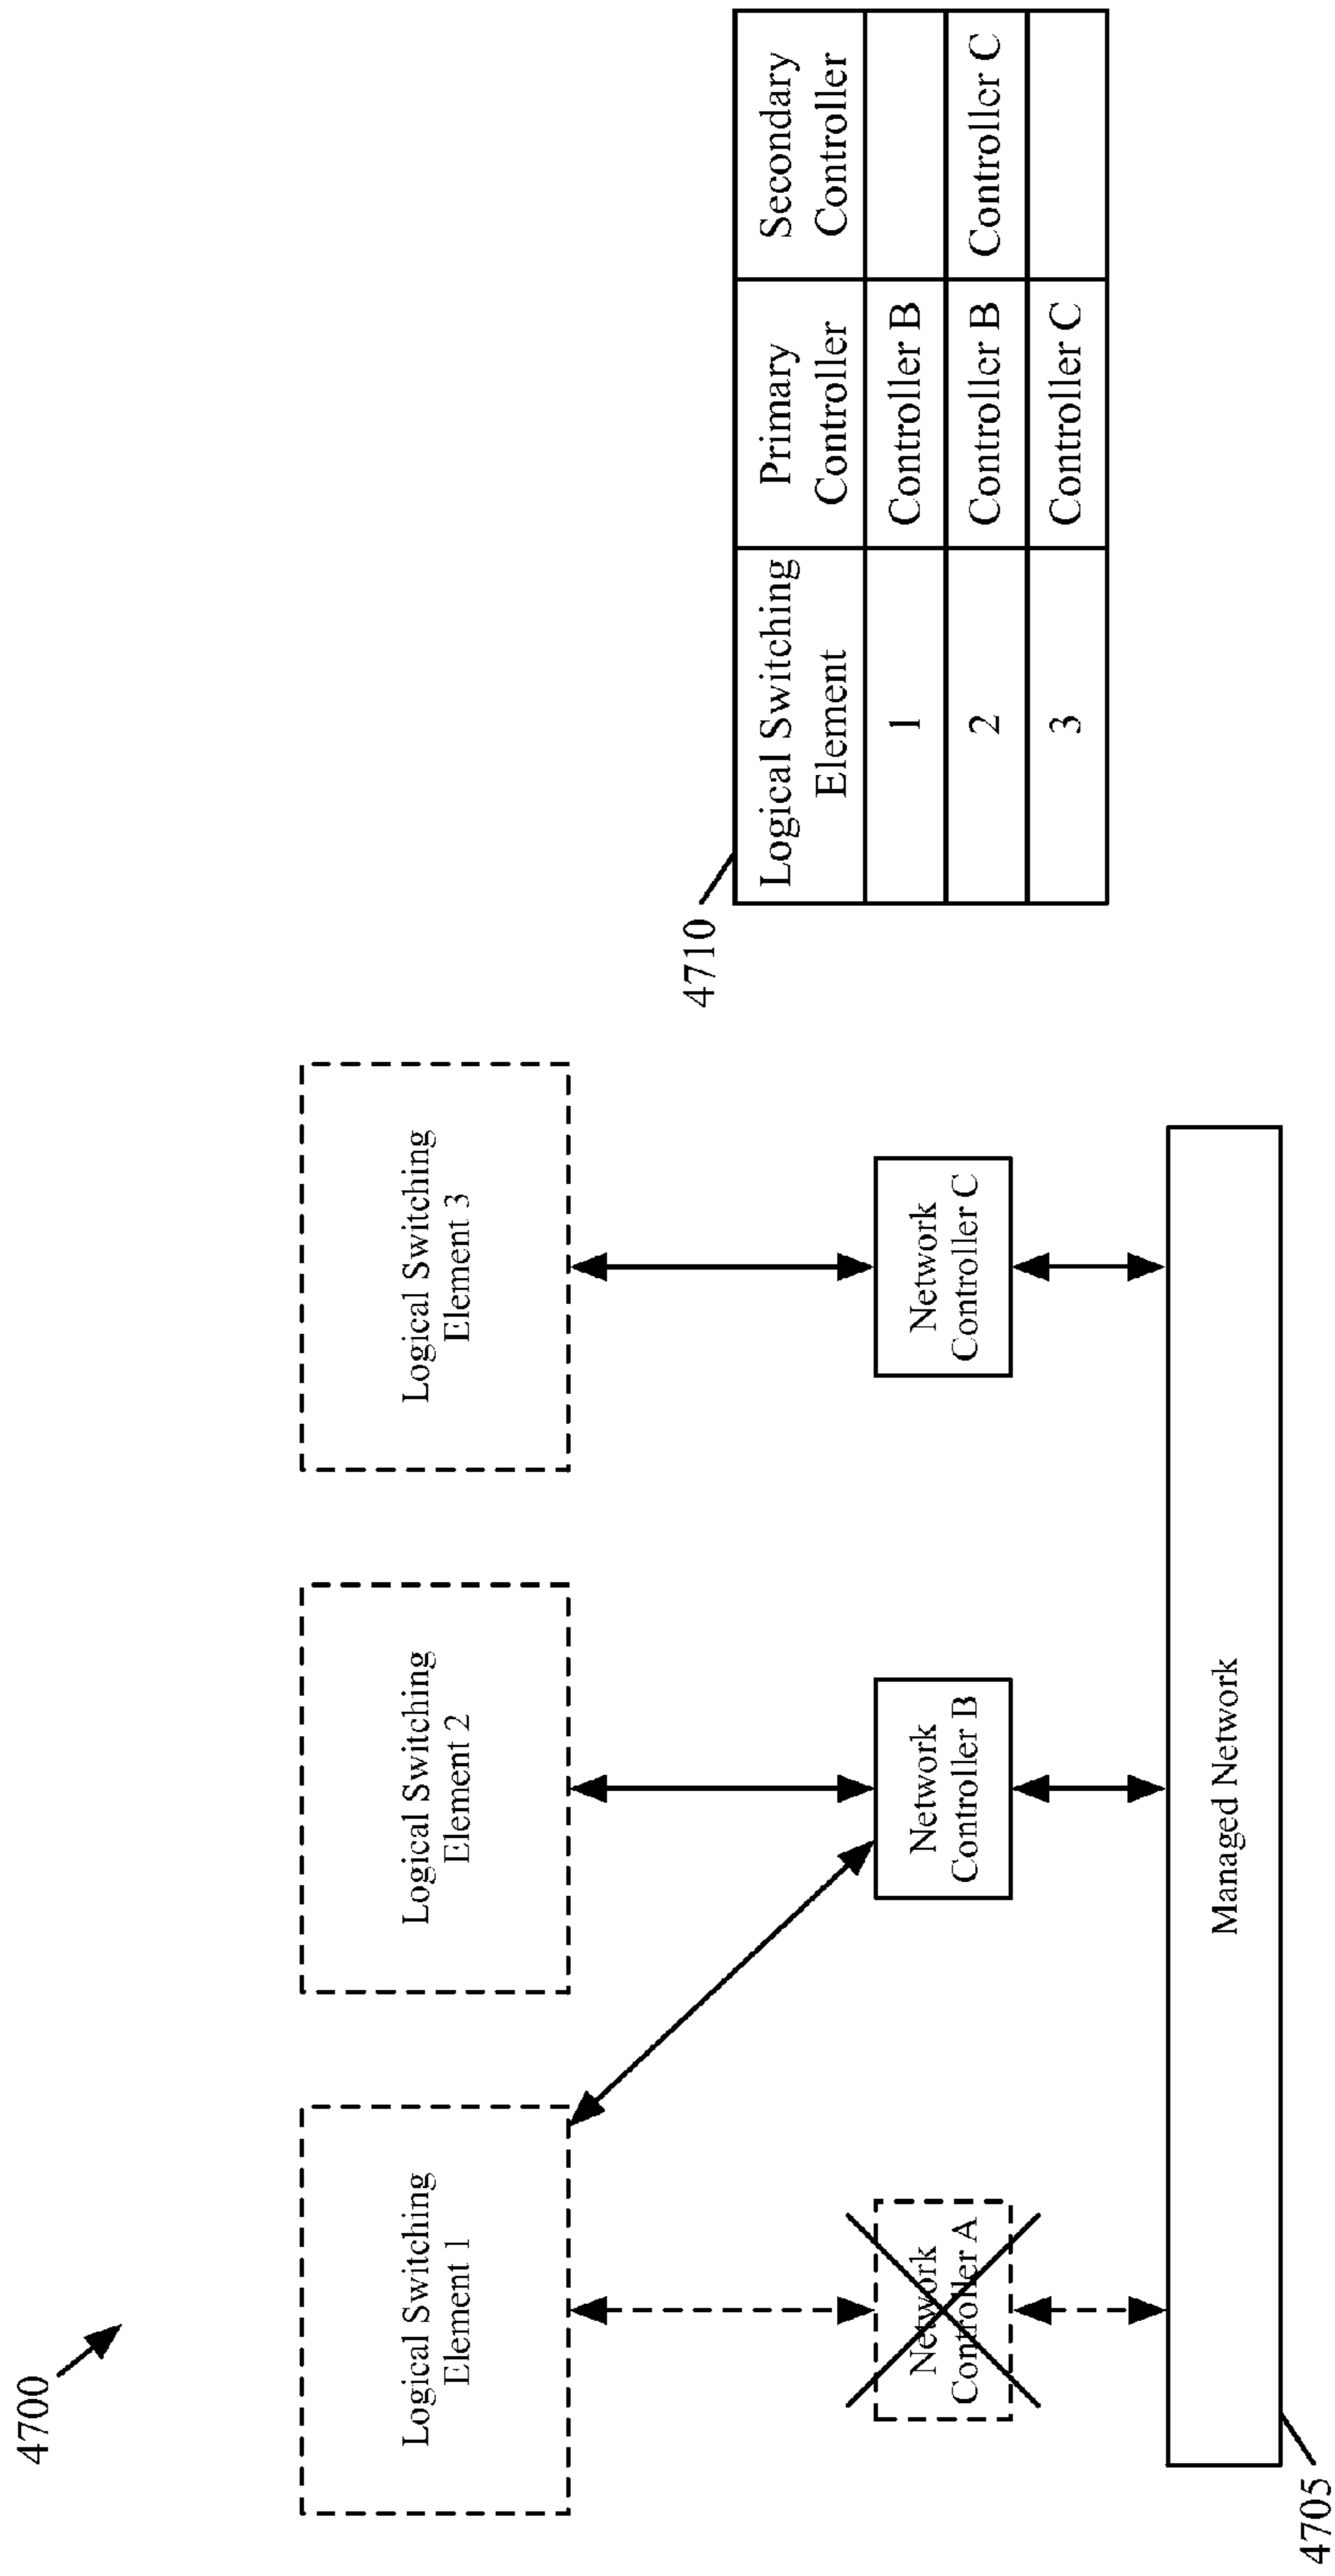 4700
Logical Switching
Element 1
Logical Switching
Element 2
Logical Switching
Element 3
Network
Controller A
Network
Controller B
Network
Controller C
Managed Network
4705
4710
Logical Switching
Element
Primary
Controller
Secondary
Controller
1
Controller B
2
Controller B
Controller C
3
Controller C